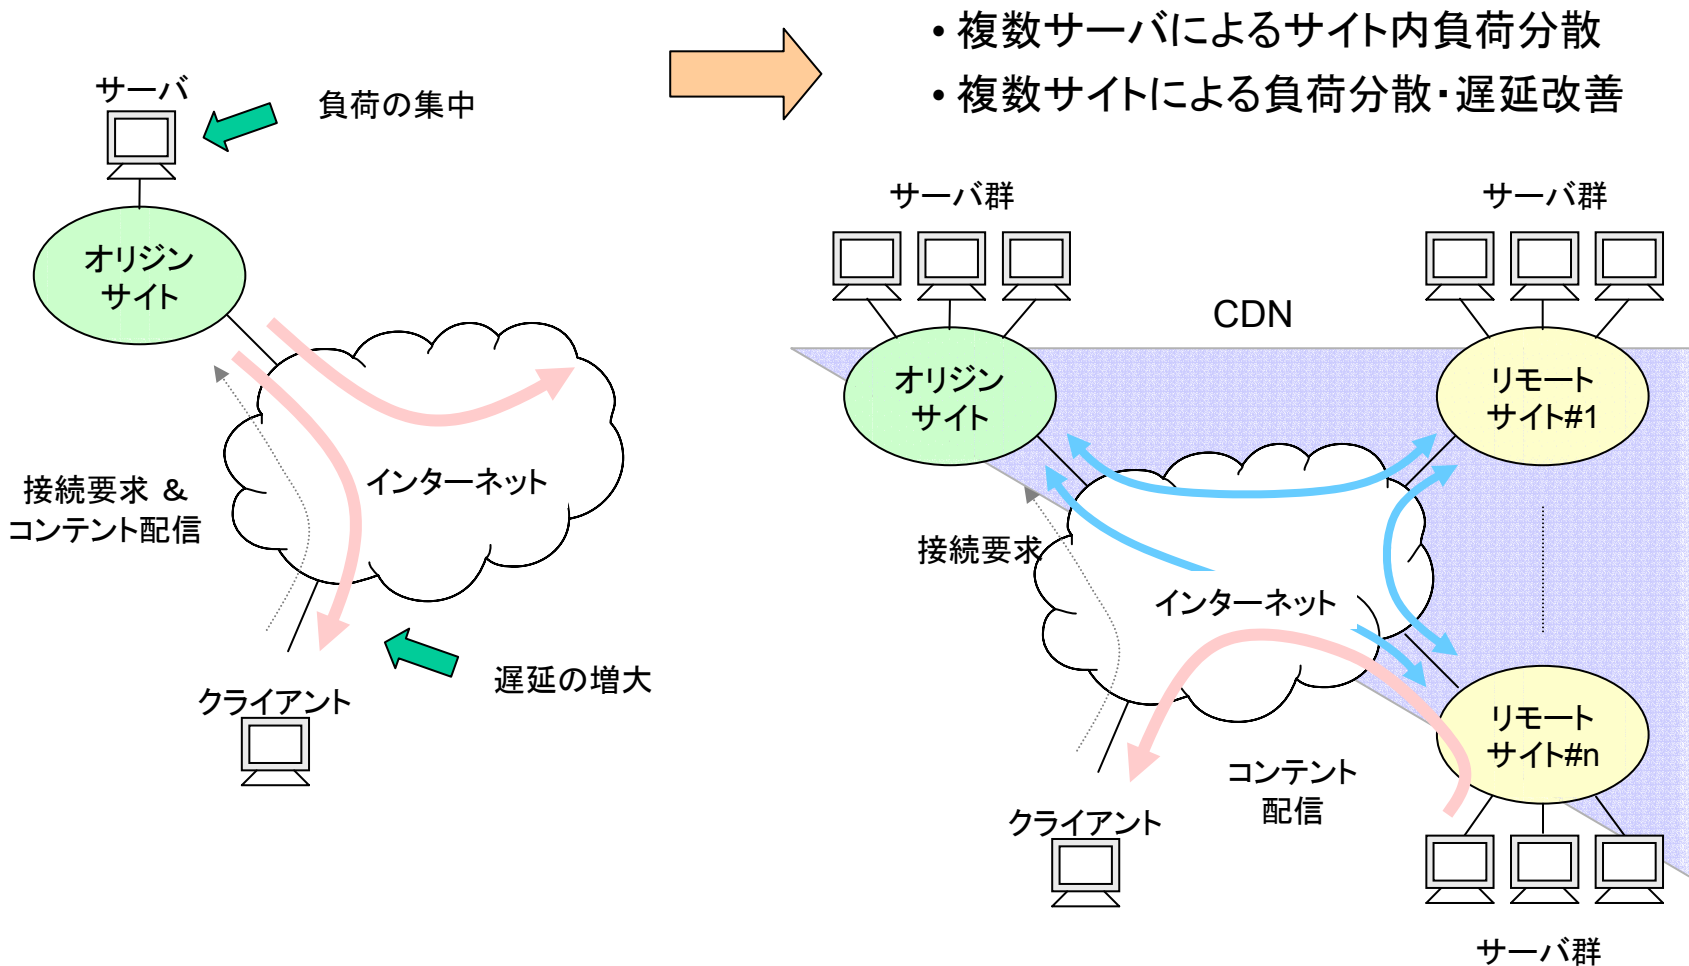 • 複数サーバによるサイト内負荷分散
• 複数サイトによる負荷分散・遅延改善
サーバ
負荷の集中
オリジン
サイト
インターネット
接続要求 &
コンテント配信
遅延の増大
クライアント
サーバ群
サーバ群
CDN
オリジン
サイト
リモート
サイト#1
接続要求
インターネット
リモート
サイト#n
コンテント
配信
クライアント
サーバ群